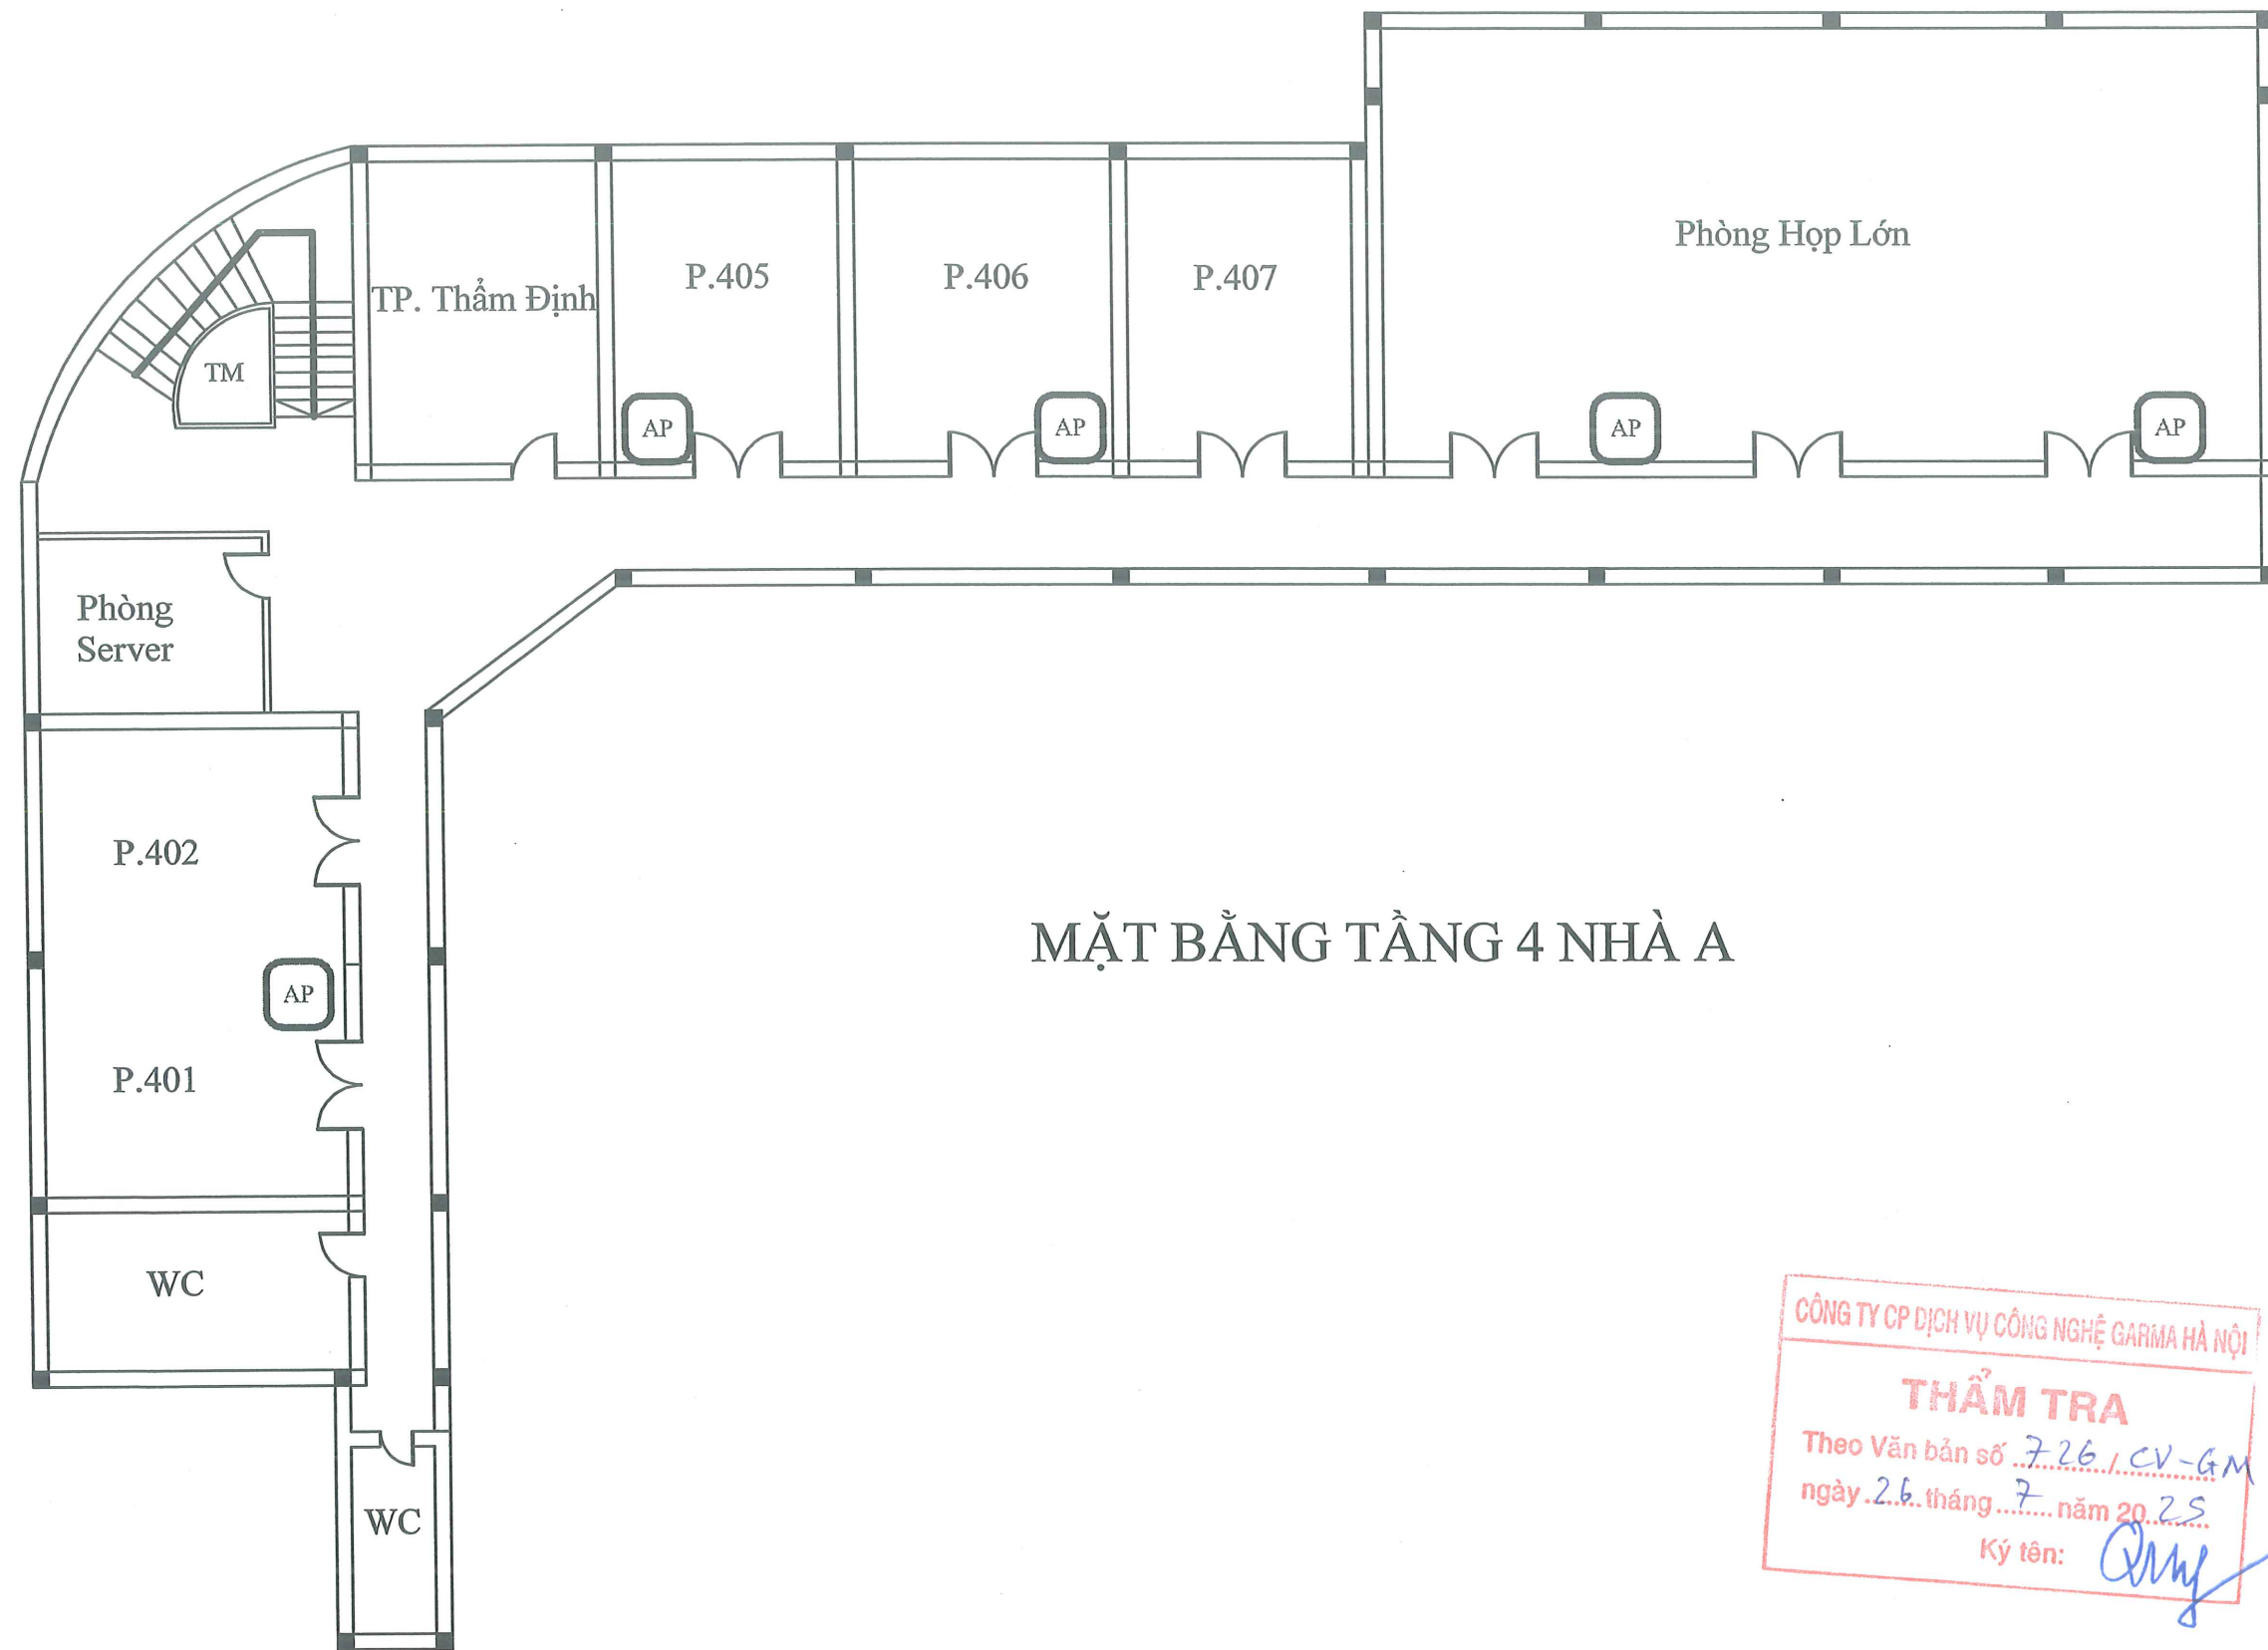 Phòng Họp Lớn
TP. Thẩm Định
P.405
P.406
P.407
TM
AP
AP
AP
AP
Phòng
Server
P.402
AP
P.401
MẶT BẰNG TẦNG 4 NHÀ A
WC
WC
CÔNG TY CP DỊCH VỤ CÔNG NGHỆ GARMA HÀ NỘI
THẨM TRA
Theo Văn bản số 726 / CV-GM
ngày 26 tháng 7 năm 2025
Ký tên: